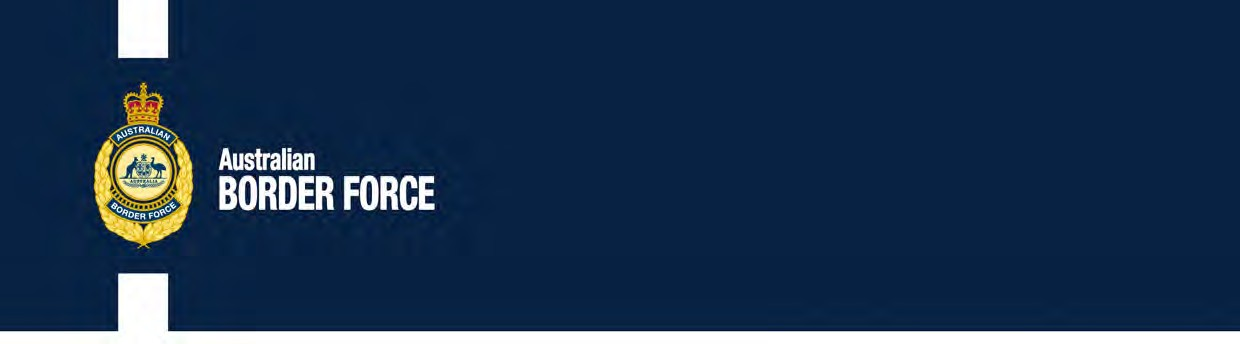 AUSTRALIAN
AUSTRALIA
BORDER FORCE
Australian
BORDER FORCE